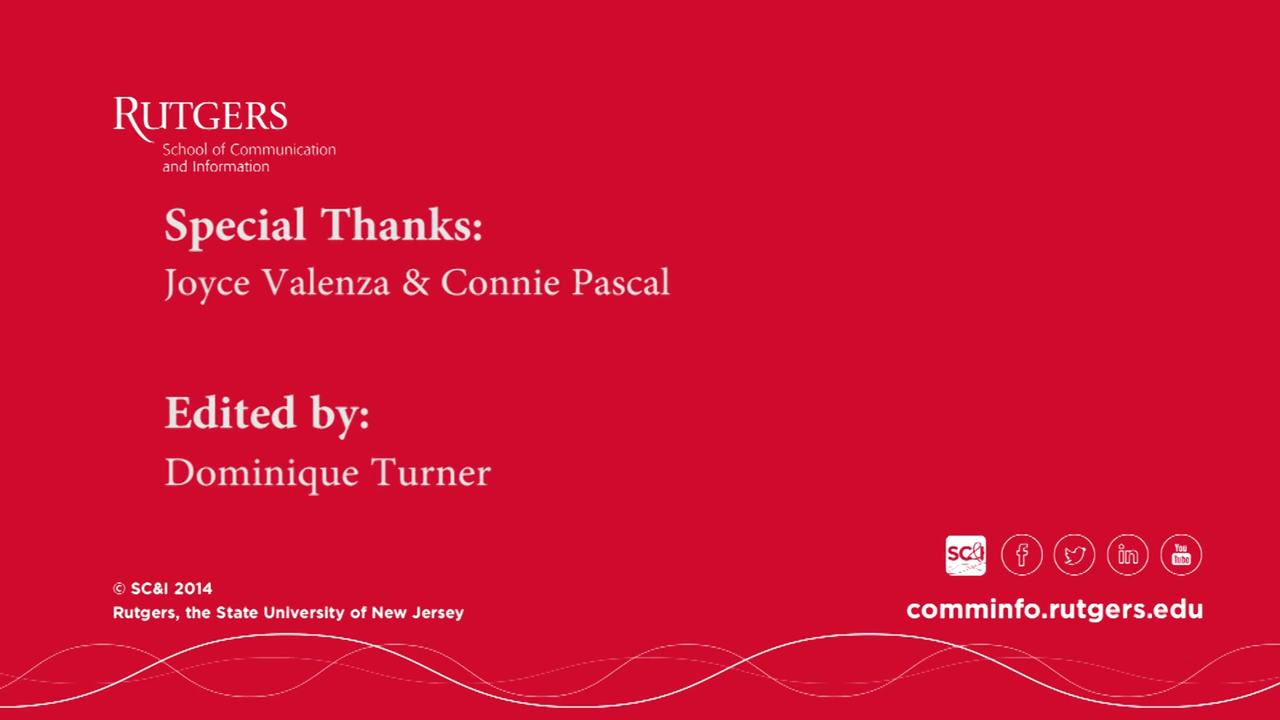 RUTGERS
School of Communication
and Information
Special Thanks:
Joyce Valenza & Connie Pascal
Edited by:
Dominique Turner
SC&I
You
Tube
© SC&I 2014
Rutgers, the State University of New Jersey
comminfo.rutgers.edu